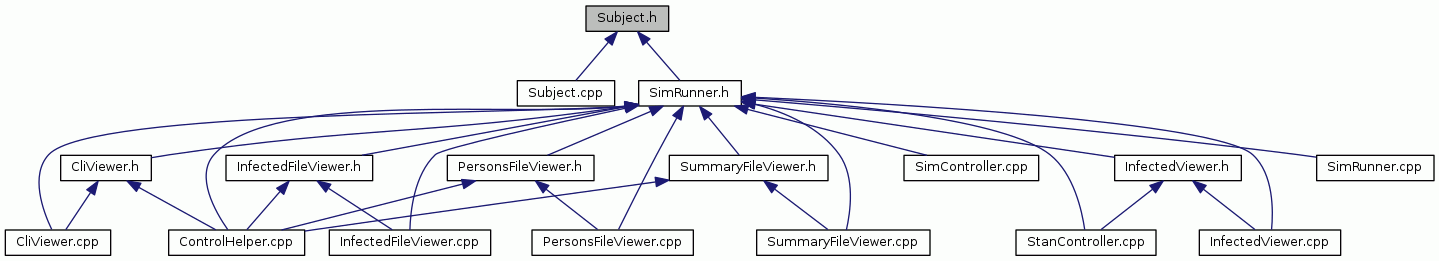 Subject.h
Subject.cpp
SimRunner.h
CliViewer.h
InfectedFileViewer.h
PersonsFileViewer.h
SummaryFileViewer.h
SimController.cpp
InfectedViewer.h
SimRunner.cpp
CliViewer.cpp
ControlHelper.cpp
InfectedFileViewer.cpp
PersonsFileViewer.cpp
SummaryFileViewer.cpp
StanController.cpp
InfectedViewer.cpp